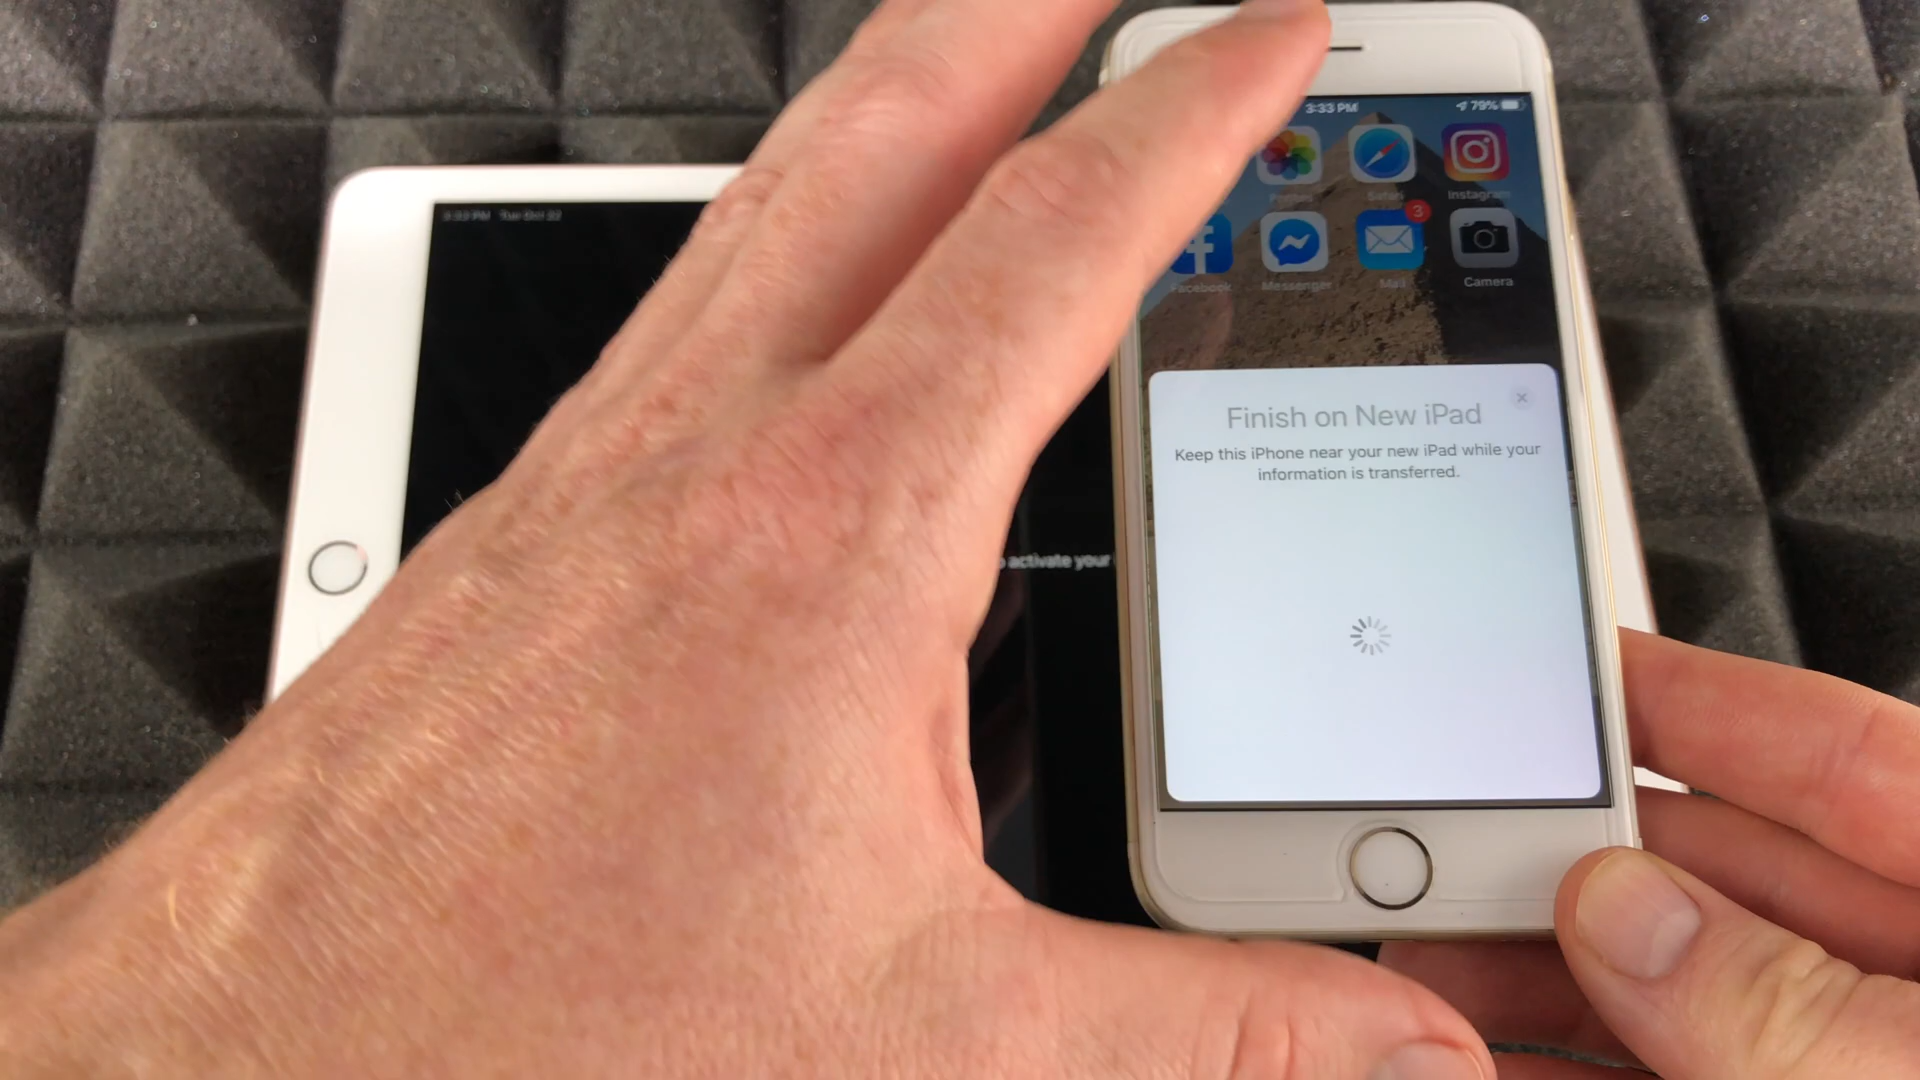 3:33 PM
79%
3:33 PM Tue Oct 22
Photos Safari Instagram
3
Facebook Messenger Mail Camera
Finish on New iPad
Keep this iPhone near your new iPad while your
information is transferred.
activate your